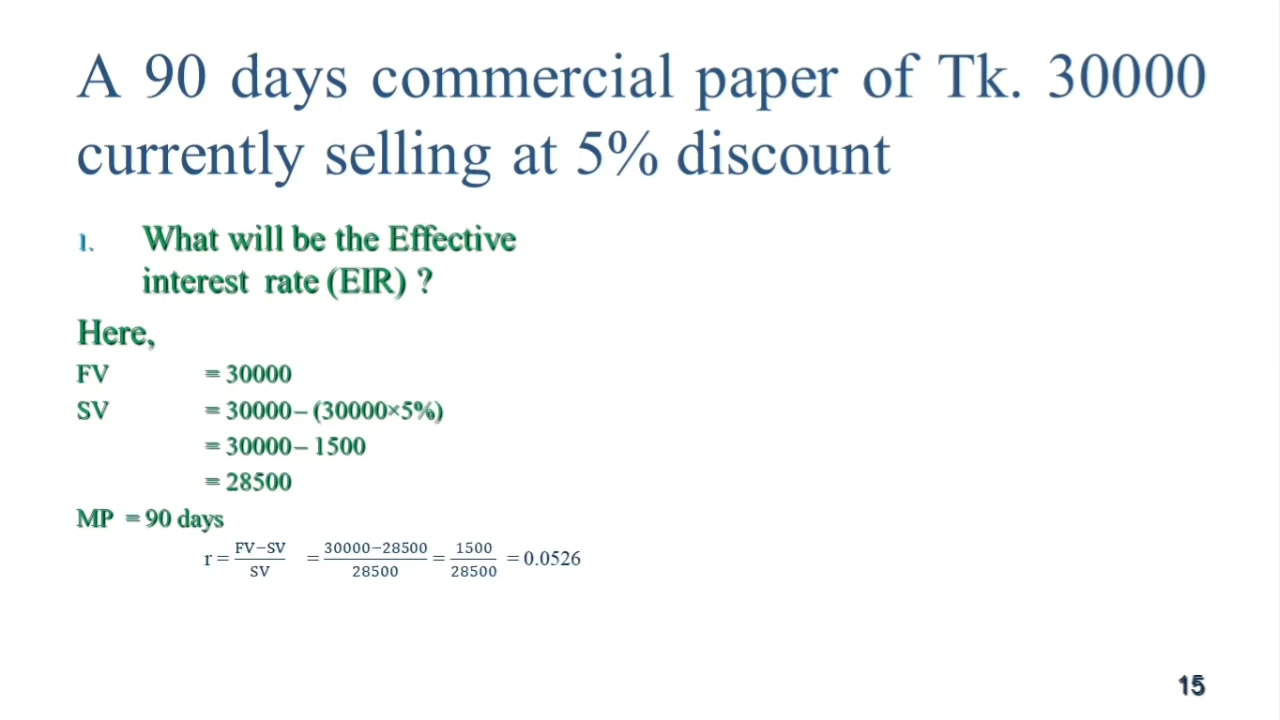 A 90 days commercial paper of Tk. 30000
currently selling at 5% discount
1. What will be the Effective
interest rate (EIR) ?
Here,
FV = 30000
SV = 30000– (30000×5%)
= 30000– 1500
= 28500
MP = 90 days
r = FV−SV/SV = 30000−28500/28500 = 1500/28500 = 0.0526
15